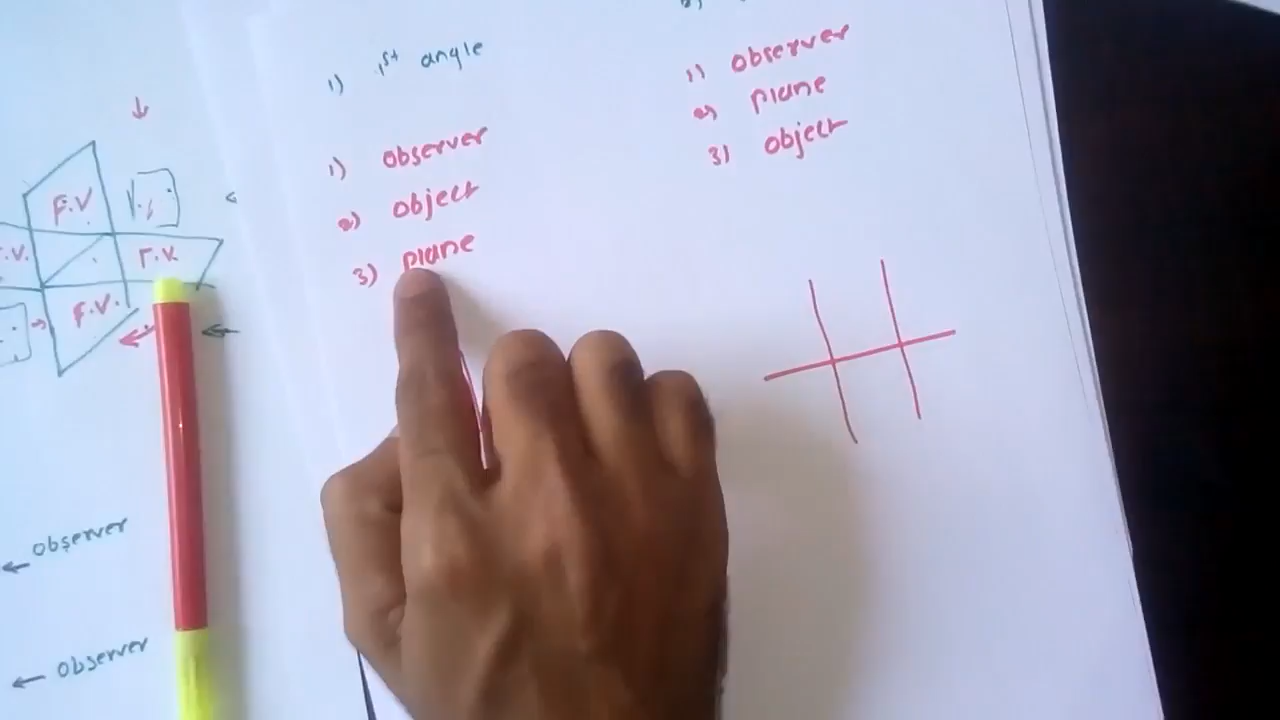 1) 1st angle
1) observer
2) object
3) plane
1) observer
2) plane
3) object
F.V
T.V
F.V.
← observer
← observer